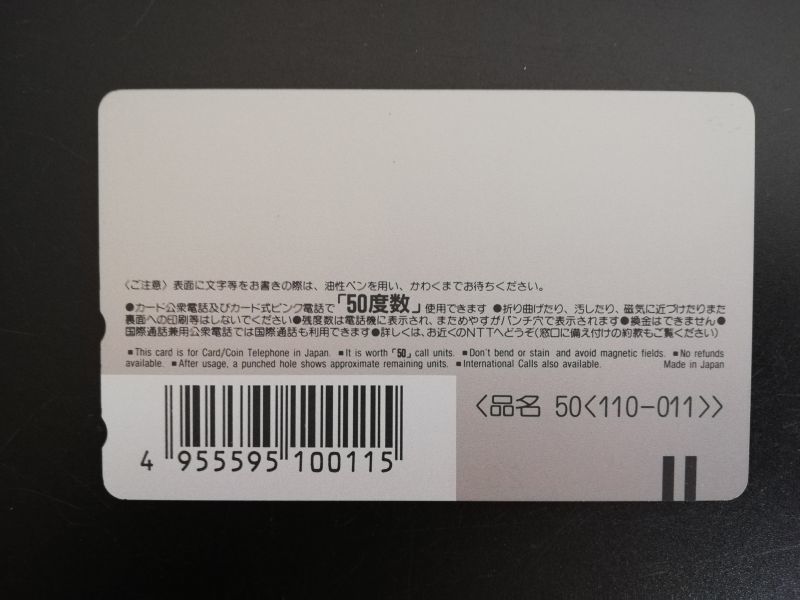 〈ご注意〉表面に文字等をお書きの際は、油性ペンを用い、かわくまでお待ちください。
●カード公衆電話及びカード式ピンク電話で「50度数」使用できます ●折り曲げたり、汚したり、磁気に近づけたりまた
裏面への印刷等はしないでください●残度数は電話機に表示され、まためやすがパンチ穴で表示されます●換金はできません●
国際通話兼用公衆電話では国際通話も利用できます●詳しくは、お近くのNTTへどうぞ(窓口に備え付けの約款もご覧ください)
■This card is for Card/Coin Telephone in Japan. ■It is worth「50」call units. ■Don't bend or stain and avoid magnetic fields. ■No refunds
available. ■After usage, a punched hole shows approximate remaining units. ■International Calls also available. Made in Japan
〈品名 50〈110-011〉〉
4 955595 100115